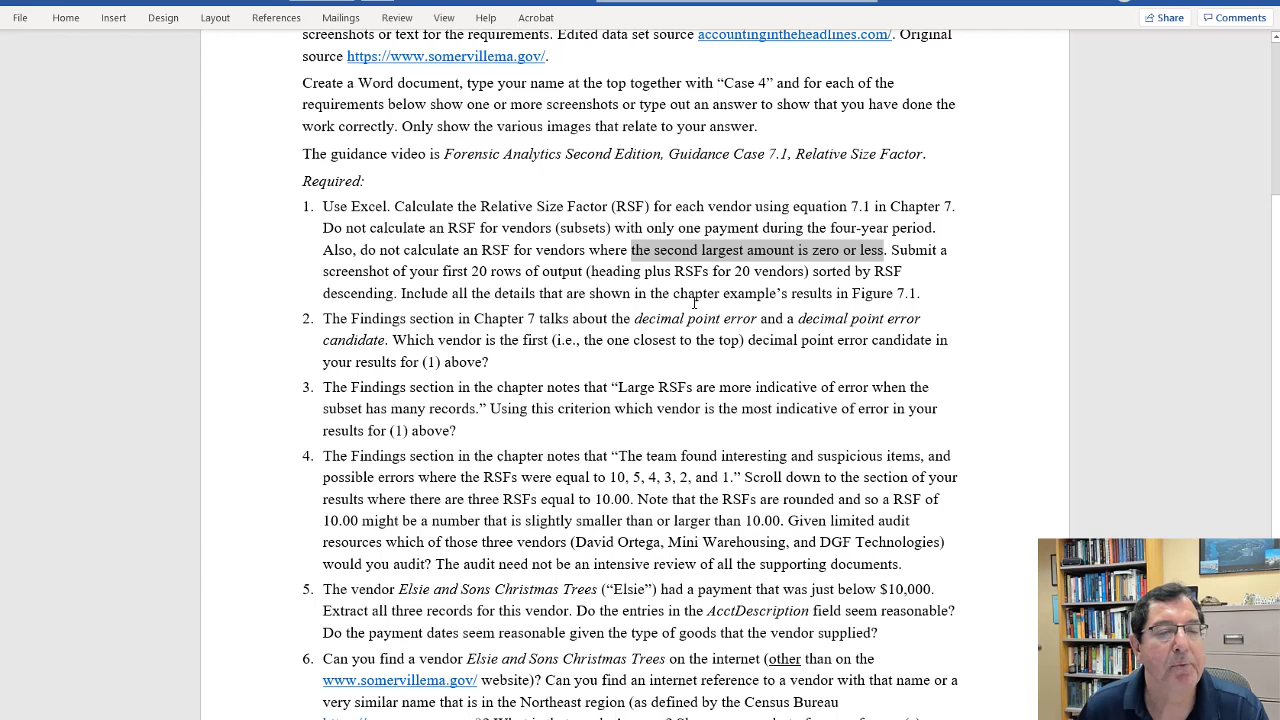 File Home Insert Design Layout References Mailings Review View Help Acrobat Share Comments
screenshots or text for the requirements. Edited data set source accountingintheheadlines.com/. Original
source https://www.somervillema.gov/.
Create a Word document, type your name at the top together with “Case 4” and for each of the
requirements below show one or more screenshots or type out an answer to show that you have done the
work correctly. Only show the various images that relate to your answer.
The guidance video is Forensic Analytics Second Edition, Guidance Case 7.1, Relative Size Factor.
Required:
1. Use Excel. Calculate the Relative Size Factor (RSF) for each vendor using equation 7.1 in Chapter 7.
Do not calculate an RSF for vendors (subsets) with only one payment during the four-year period.
Also, do not calculate an RSF for vendors where the second largest amount is zero or less. Submit a
screenshot of your first 20 rows of output (heading plus RSFs for 20 vendors) sorted by RSF
descending. Include all the details that are shown in the chapter example’s results in Figure 7.1.
2. The Findings section in Chapter 7 talks about the decimal point error and a decimal point error
candidate. Which vendor is the first (i.e., the one closest to the top) decimal point error candidate in
your results for (1) above?
3. The Findings section in the chapter notes that “Large RSFs are more indicative of error when the
subset has many records.” Using this criterion which vendor is the most indicative of error in your
results for (1) above?
4. The Findings section in the chapter notes that “The team found interesting and suspicious items, and
possible errors where the RSFs were equal to 10, 5, 4, 3, 2, and 1.” Scroll down to the section of your
results where there are three RSFs equal to 10.00. Note that the RSFs are rounded and so a RSF of
10.00 might be a number that is slightly smaller than or larger than 10.00. Given limited audit
resources which of those three vendors (David Ortega, Mini Warehousing, and DGF Technologies)
would you audit? The audit need not be an intensive review of all the supporting documents.
5. The vendor Elsie and Sons Christmas Trees (“Elsie”) had a payment that was just below $10,000.
Extract all three records for this vendor. Do the entries in the AcctDescription field seem reasonable?
Do the payment dates seem reasonable given the type of goods that the vendor supplied?
6. Can you find a vendor Elsie and Sons Christmas Trees on the internet (other than on the
www.somervillema.gov/ website)? Can you find an internet reference to a vendor with that name or a
very similar name that is in the Northeast region (as defined by the Census Bureau